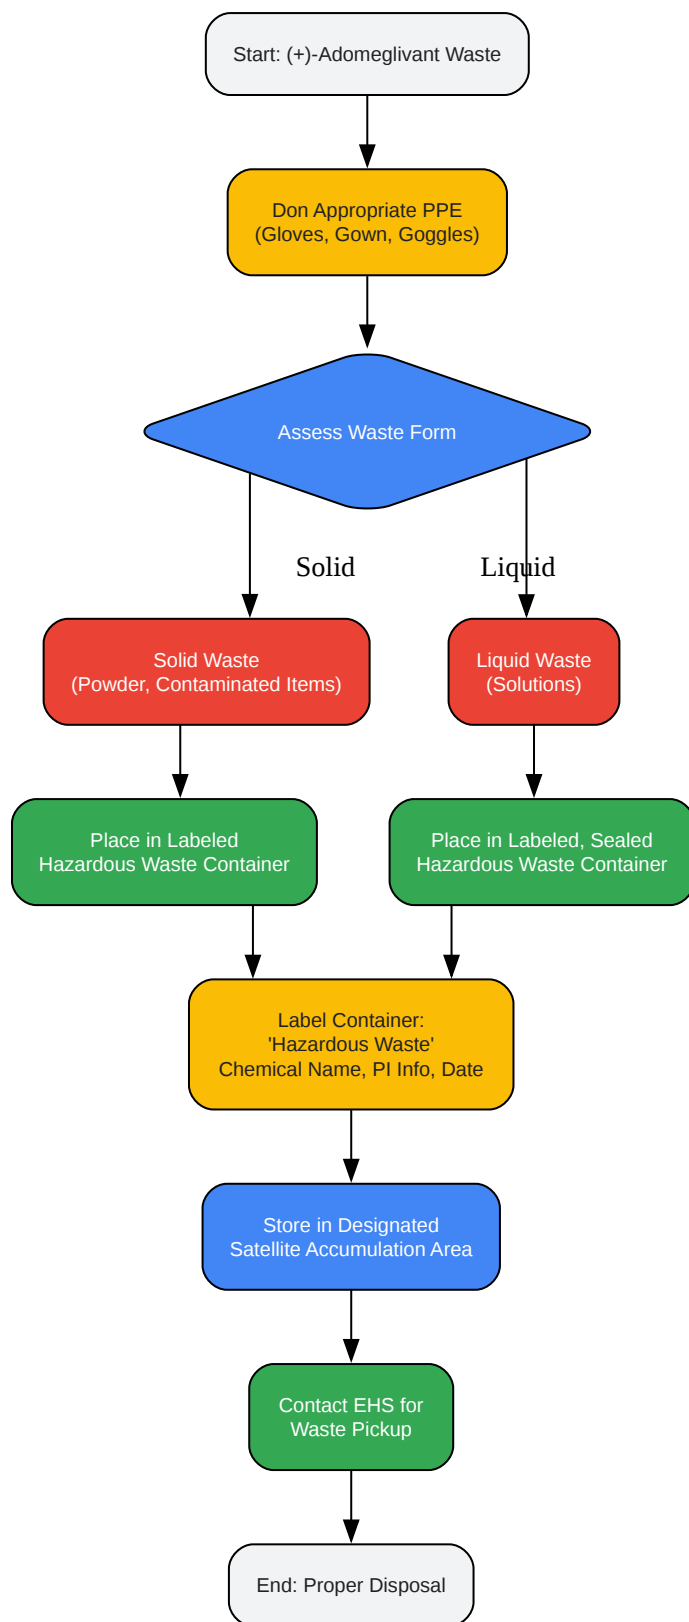 Start: (+)-Adomeglivant Waste
Don Appropriate PPE
(Gloves, Gown, Goggles)
Assess Waste Form
Solid
Liquid
Solid Waste
(Powder, Contaminated Items)
Liquid Waste
(Solutions)
Place in Labeled
Hazardous Waste Container
Place in Labeled, Sealed
Hazardous Waste Container
Label Container:
'Hazardous Waste'
Chemical Name, PI Info, Date
Store in Designated
Satellite Accumulation Area
Contact EHS for
Waste Pickup
End: Proper Disposal